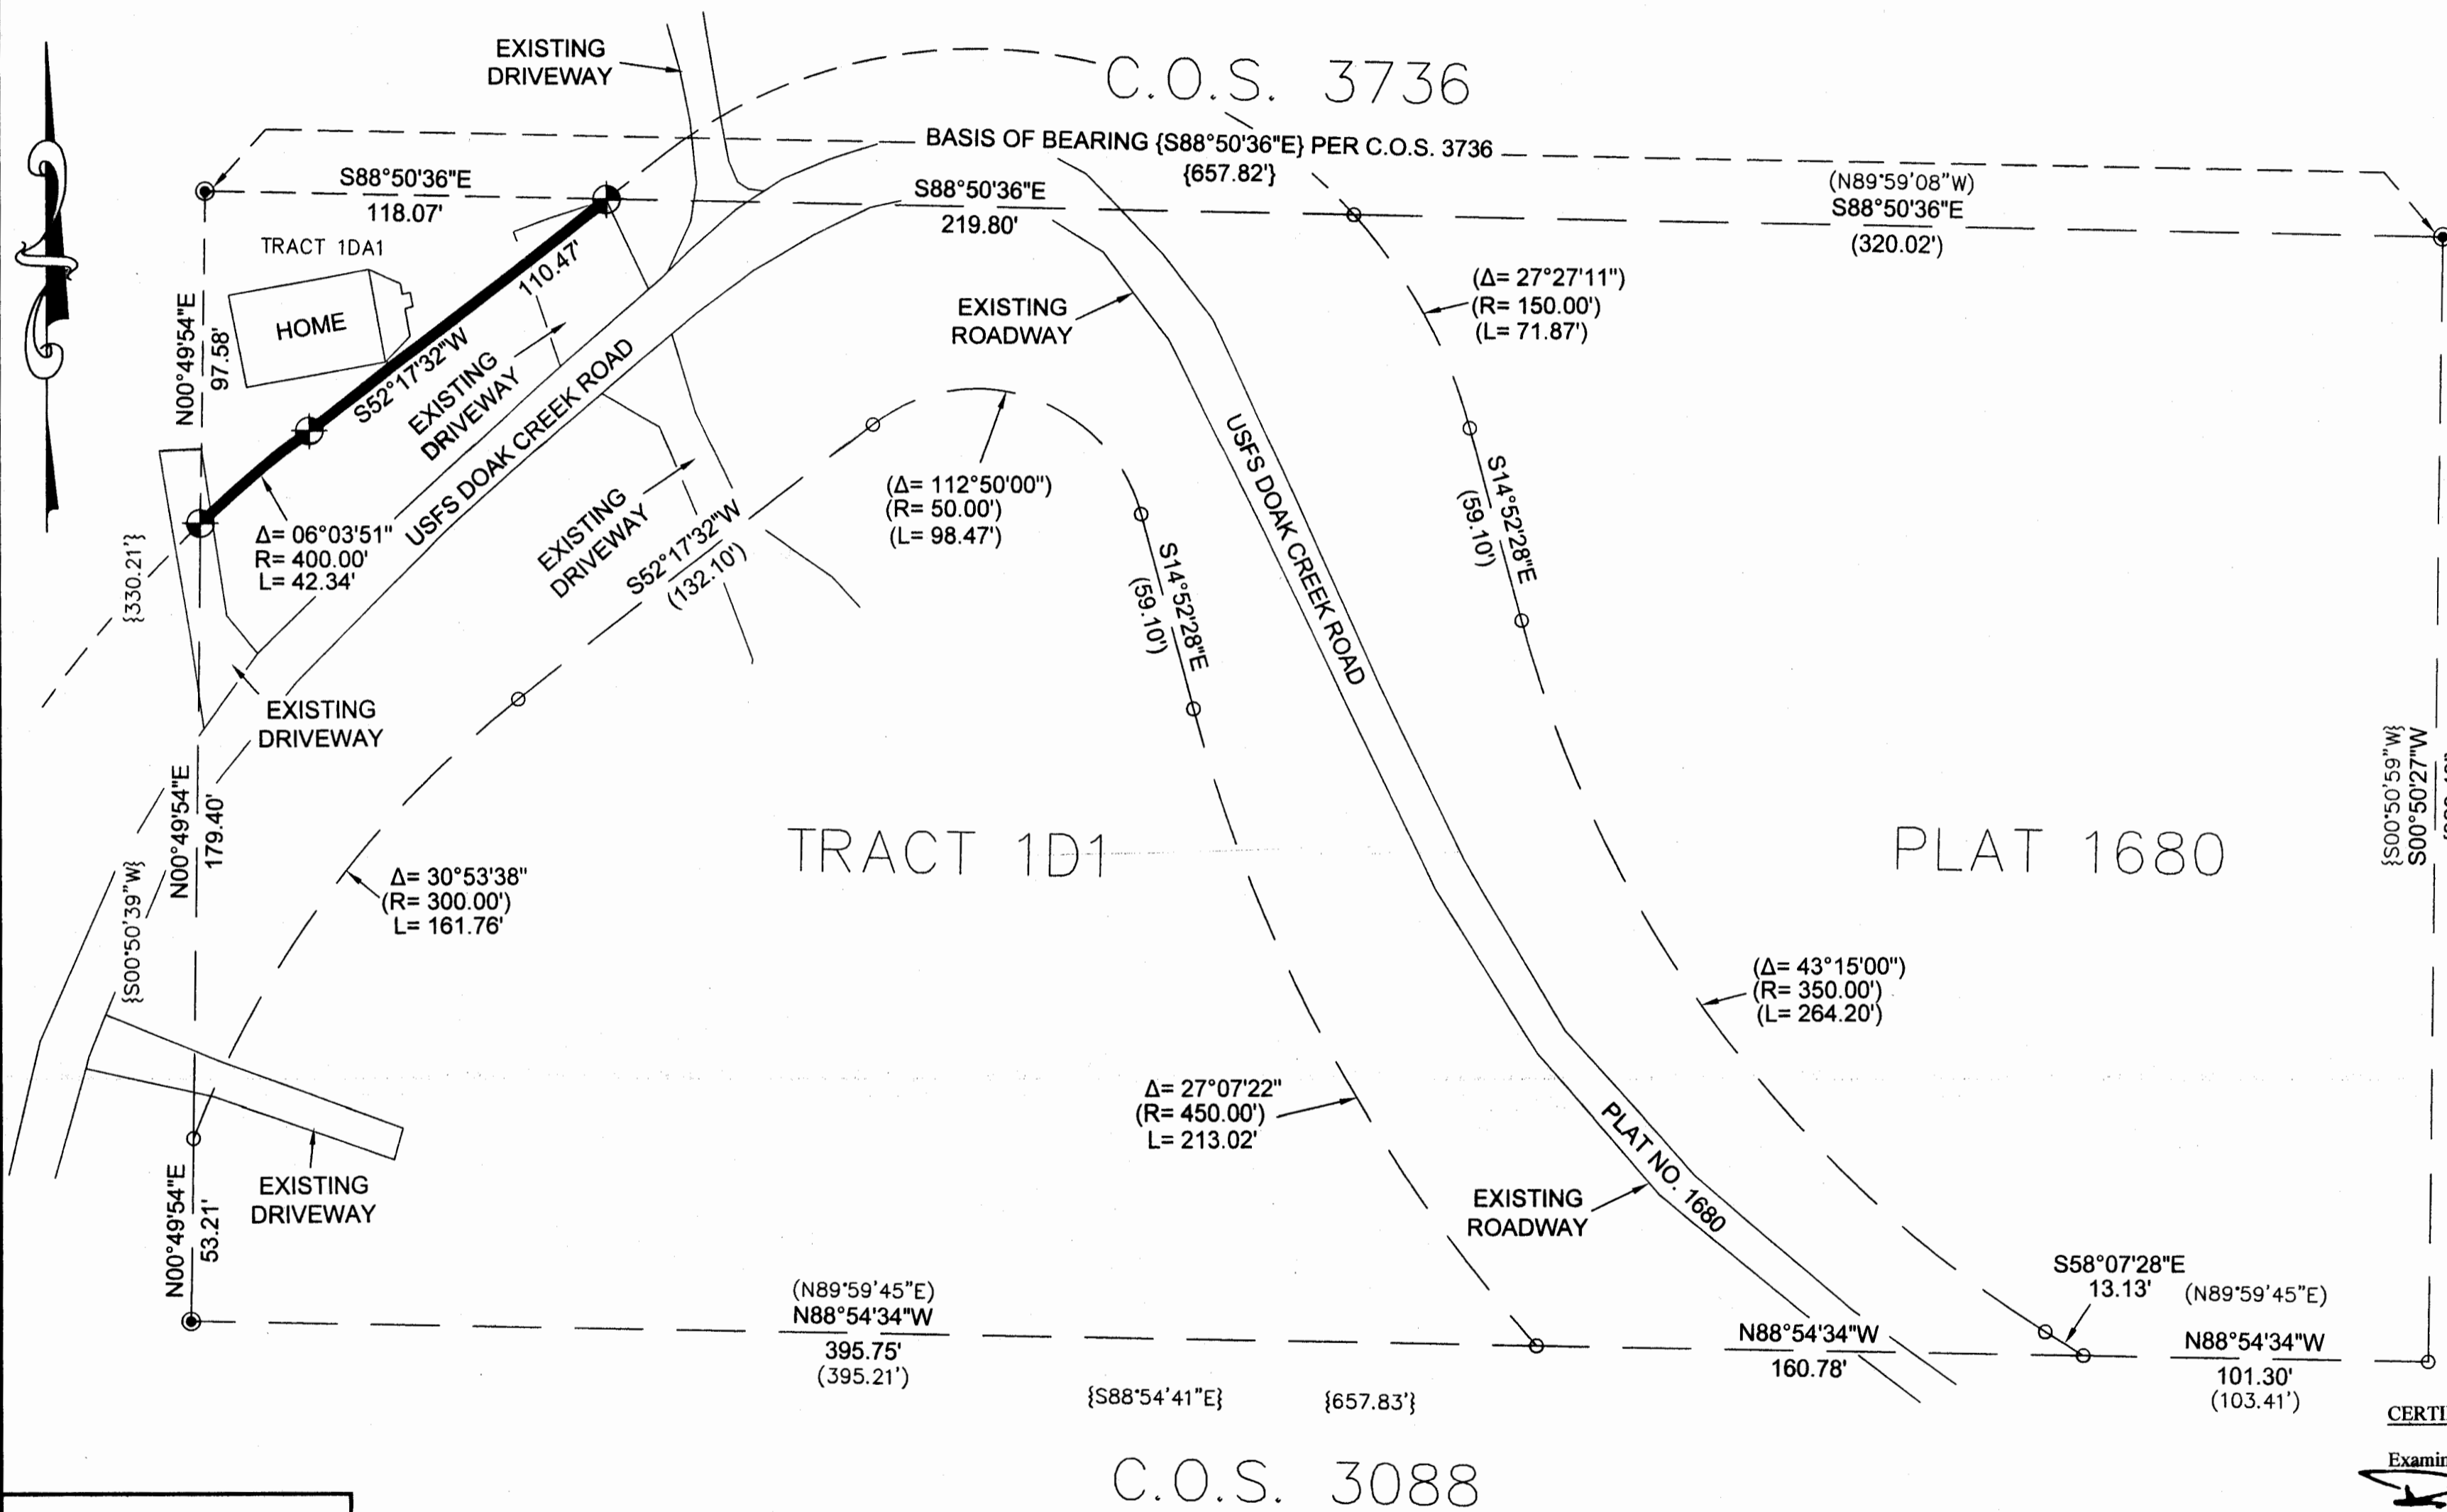 EXISTING
DRIVEWAY
C.O.S. 3736
BASIS OF BEARING {S88°50'36"E} PER C.O.S. 3736
{657.82'}
S88°50'36"E
118.07'
S88°50'36"E
219.80'
(N89°59'08"W)
S88°50'36"E
(320.02')
TRACT 1DA1
HOME
N00°49'54"E
97.58'
110.47'
S52°17'32"W
EXISTING
DRIVEWAY
USFS DOAK CREEK ROAD
EXISTING
ROADWAY
(Δ= 27°27'11")
(R= 150.00')
(L= 71.87')
USFS DOAK CREEK ROAD
S14°52'28"E
(59.10')
(Δ= 112°50'00")
(R= 50.00')
(L= 98.47')
S14°52'28"E
(59.10')
EXISTING
DRIVEWAY
S52°17'32"W
(132.10')
Δ= 06°03'51"
R= 400.00'
L= 42.34'
{330.21'}
EXISTING
DRIVEWAY
N00°49'54"E
179.40'
{S00°50'39"W}
Δ= 30°53'38"
(R= 300.00')
L= 161.76'
TRACT 1D1
PLAT 1680
{S00°50'59"W}
S00°50'27"W
(Δ= 43°15'00")
(R= 350.00')
(L= 264.20')
Δ= 27°07'22"
(R= 450.00')
L= 213.02'
PLAT NO. 1680
EXISTING
ROADWAY
EXISTING
DRIVEWAY
N00°49'54"E
53.21'
S58°07'28"E
13.13'
(N89°59'45"E)
(N89°59'45"E)
N88°54'34"W
395.75'
(395.21')
N88°54'34"W
160.78'
N88°54'34"W
101.30'
(103.41')
{S88°54'41"E}
{657.83'}
C.O.S. 3088
CERTI
Examin